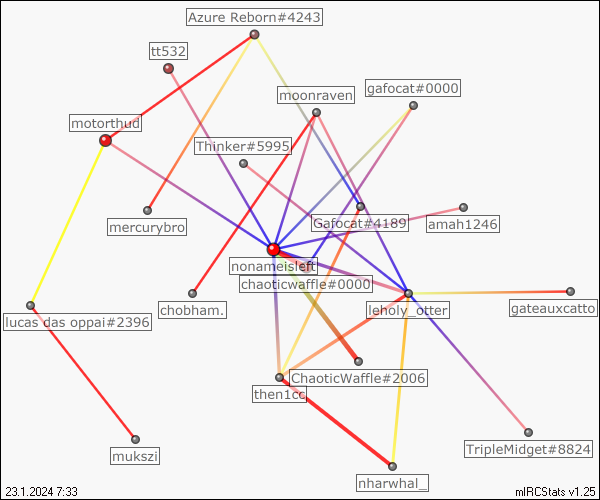 Azure Reborn#4243
tt532
gafocat#0000
moonraven
motorthud
Thinker#5995
mercurybro
Gafocat#4189
amah1246
nonameisleft
chaoticwaffle#0000
chobham.
leholy_otter
gateauxcatto
lucas das oppai#2396
ChaoticWaffle#2006
then1cc
mukszi
TripleMidget#8824
nharwhal_
23.1.2024 7:33
mIRCStats v1.25